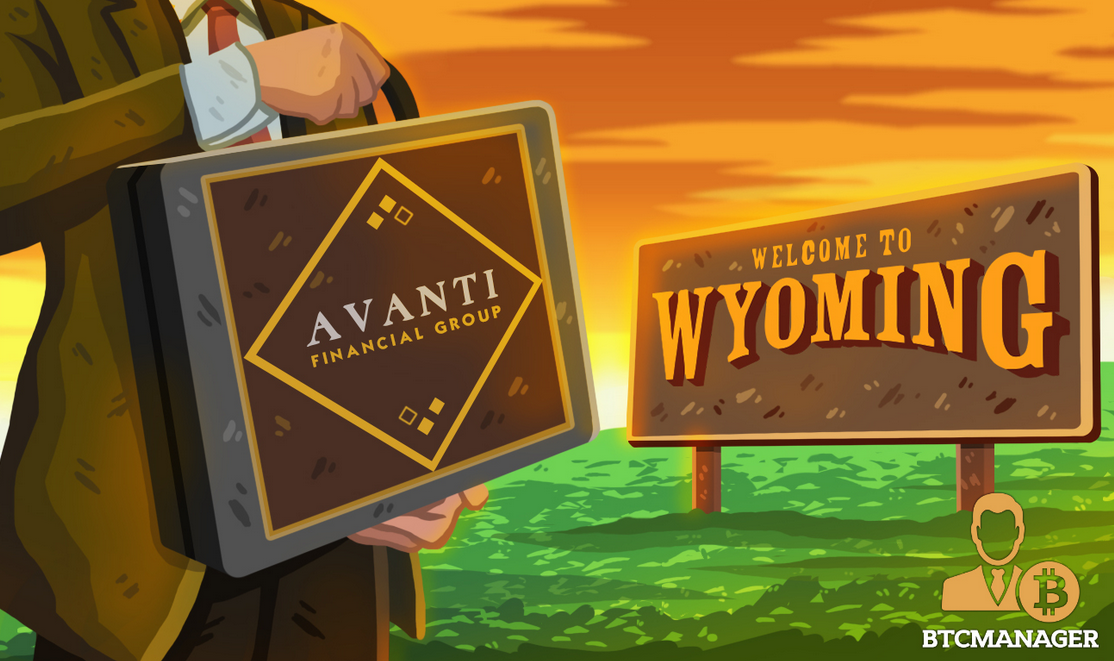 AVANTI
FINANCIAL GROUP
WELCOME TO
WYOMING
BTCMANAGER